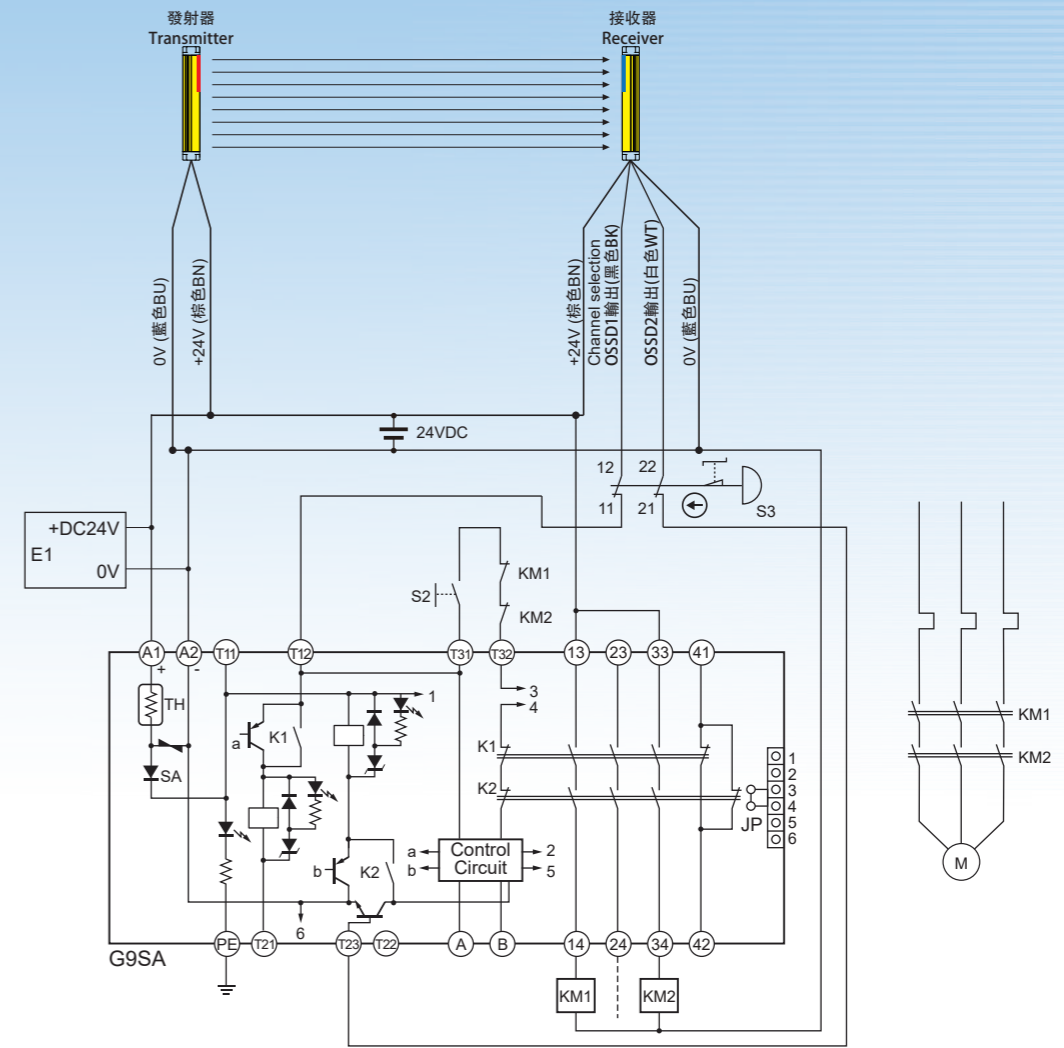 發射器
Transmitter
接收器
Receiver
0V (藍色BU)
+24V (棕色BN)
+24V (棕色BN)
Channel selection
OSSD1輸出(黑色BK)
OSSD2輸出(白色WT)
0V (藍色BU)
24VDC
12
22
11
21
S3
+DC24V
E1
0V
S2
KM1
KM2
A1
A2
T11
T12
T31
T32
13
23
33
41
+
-
TH
SA
a
K1
1
3
4
K1
K2
b
K2
a
b
Control
Circuit
2
5
6
JP
1
2
3
4
5
6
PE
T21
T23
T22
A
B
14
24
34
42
G9SA
KM1
KM2
KM1
KM2
M